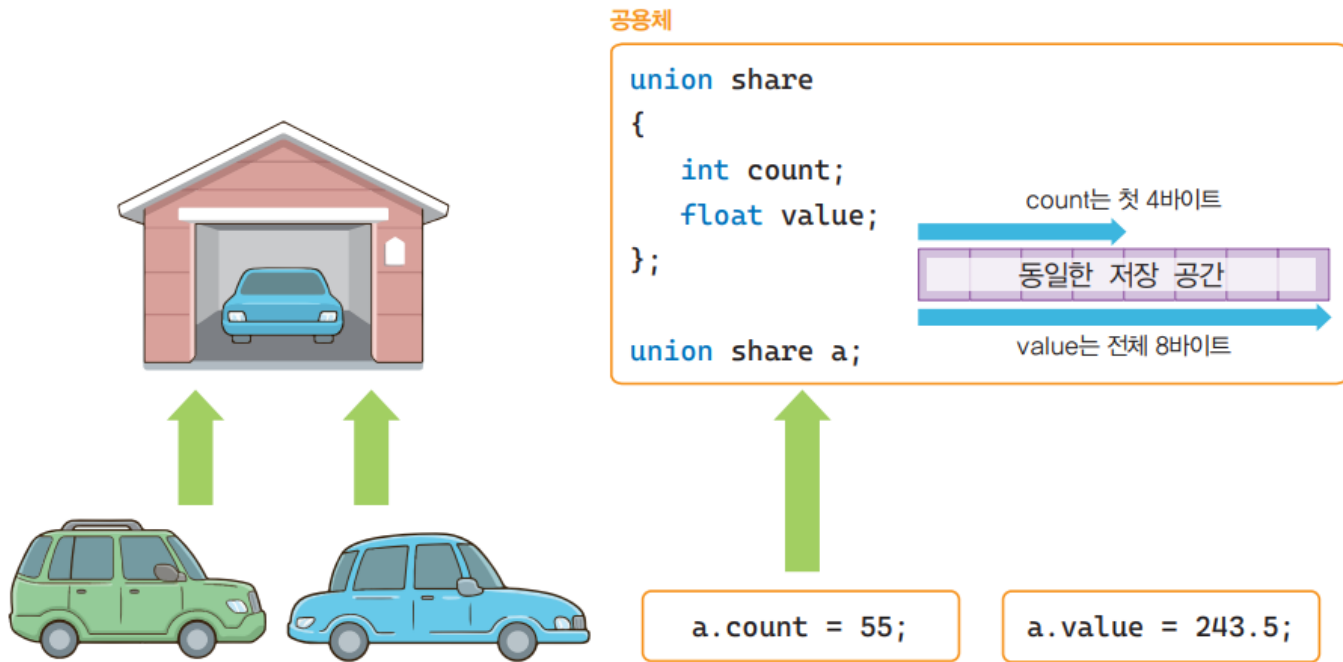 공용체
union share
{
int count;
float value;
};
union share a;
count는 첫 4바이트
동일한 저장 공간
value는 전체 8바이트
a.count = 55;
a.value = 243.5;